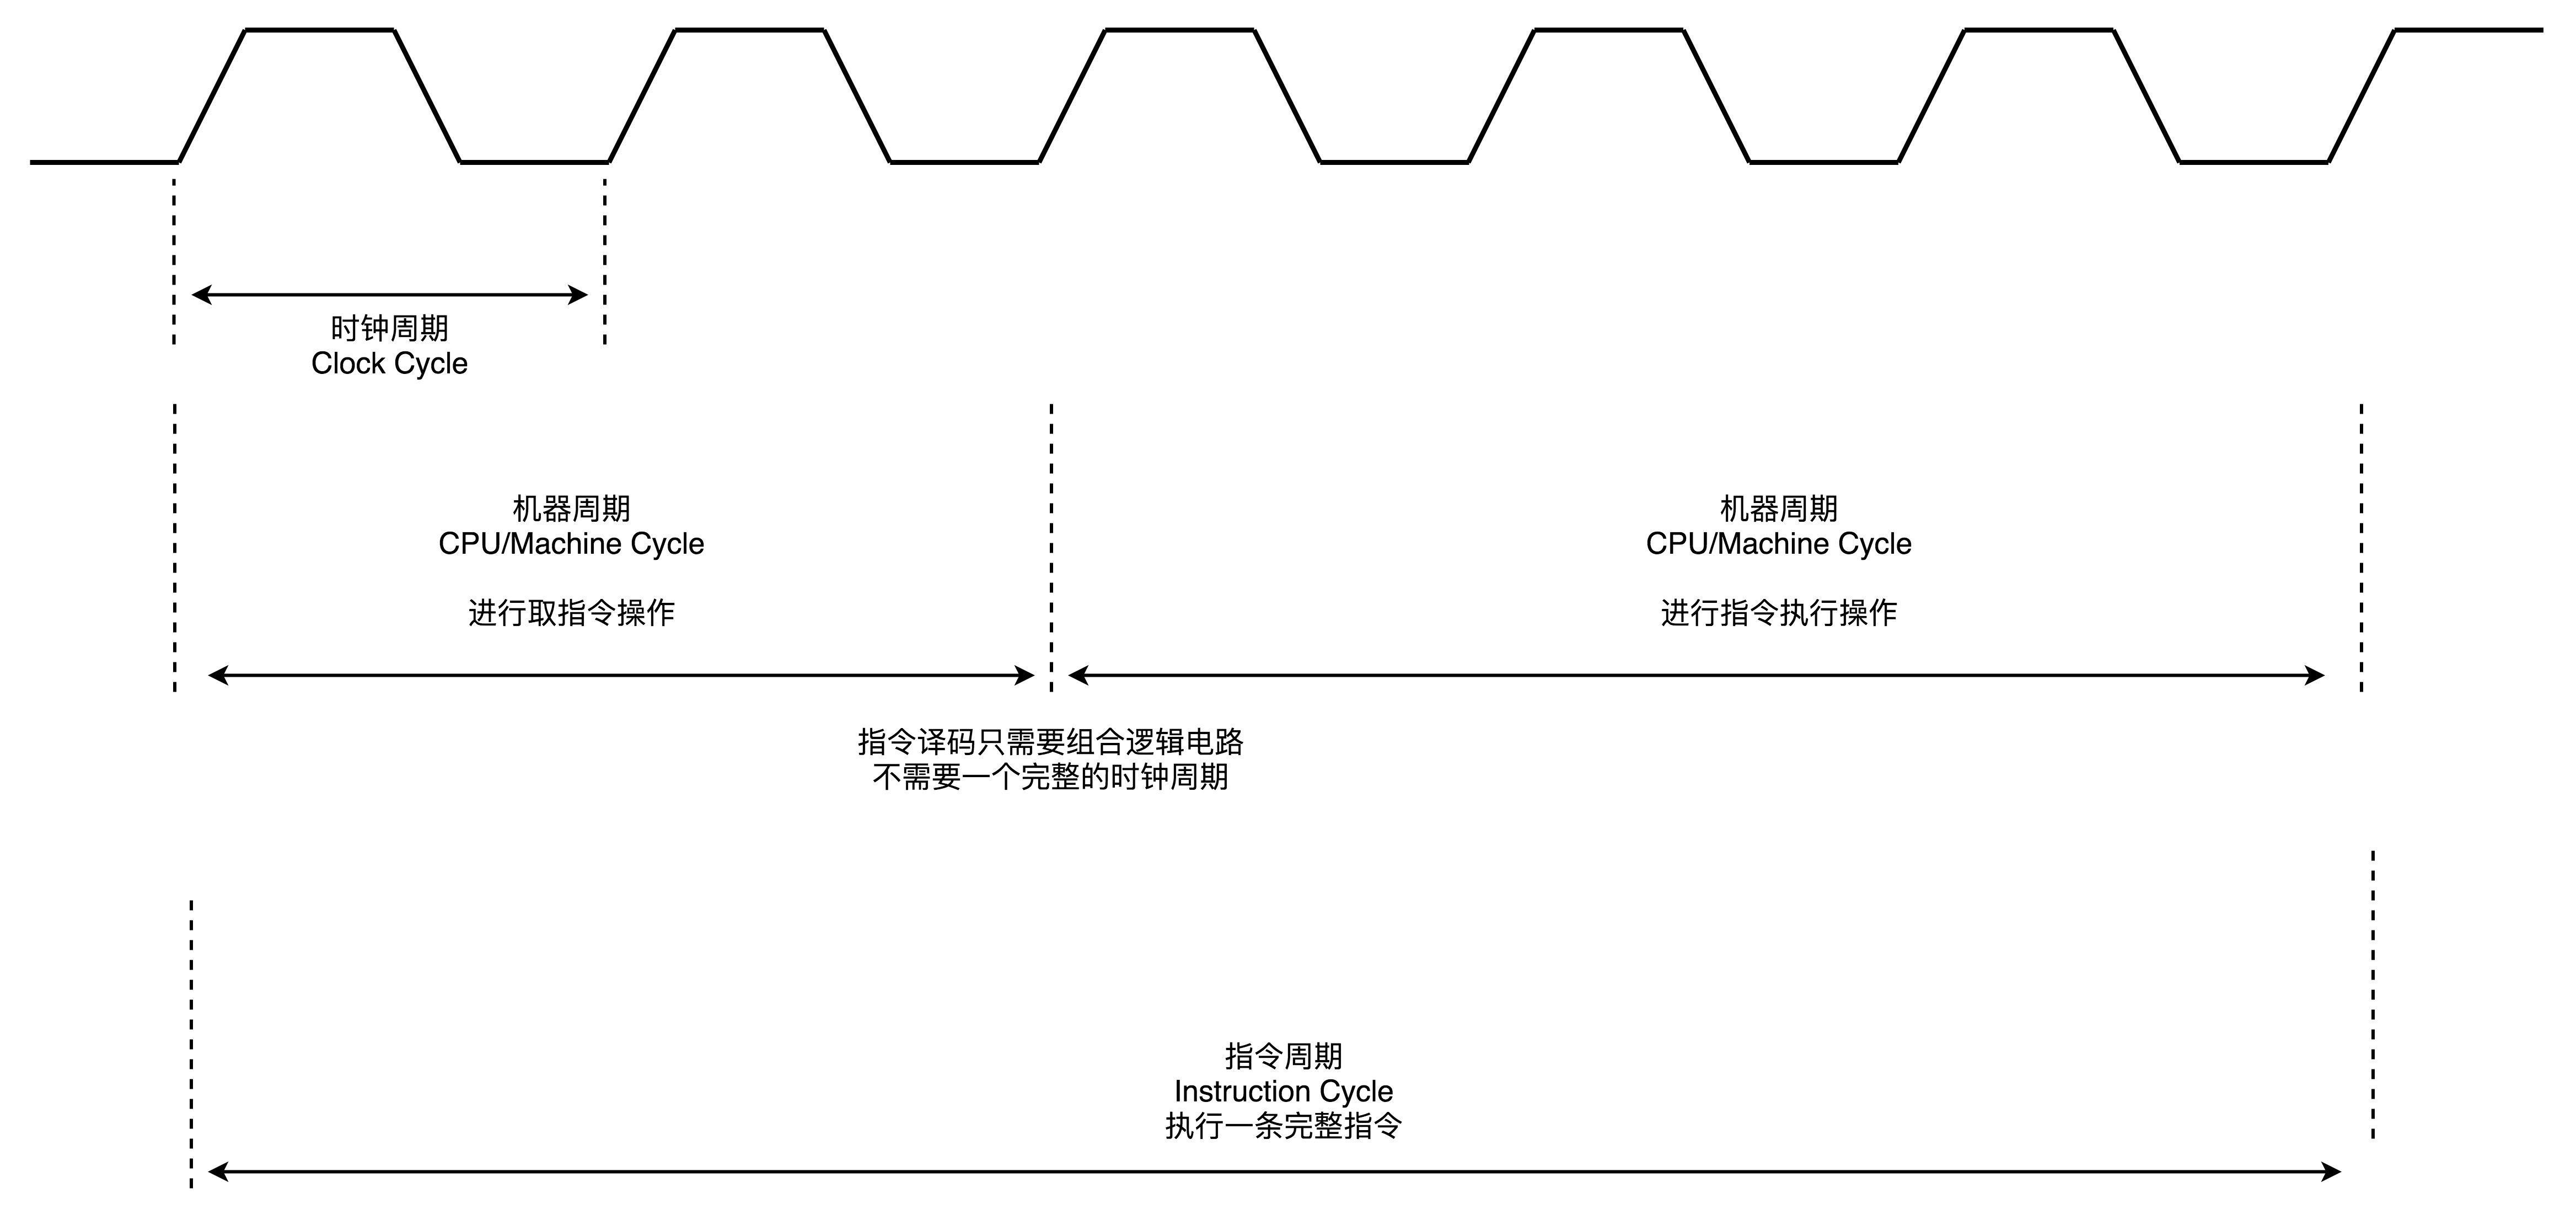 时钟周期
Clock Cycle
机器周期
CPU/Machine Cycle
进行取指令操作
机器周期
CPU/Machine Cycle
进行指令执行操作
指令译码只需要组合逻辑电路
不需要一个完整的时钟周期
指令周期
Instruction Cycle
执行一条完整指令